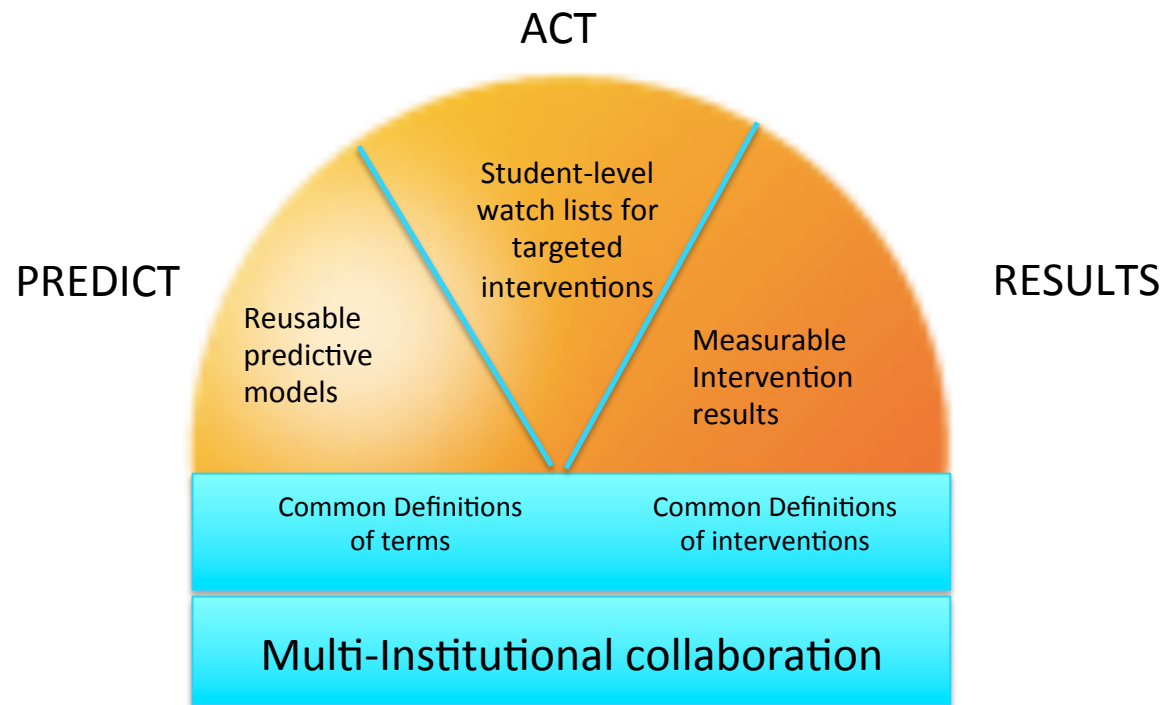 ACT
PREDICT
Reusable
predictive
models
Student-level
watch lists for
targeted
interventions
Measurable
Intervention
results
RESULTS
Common Definitions
of terms
Common Definitions
of interventions
Multi-Institutional collaboration